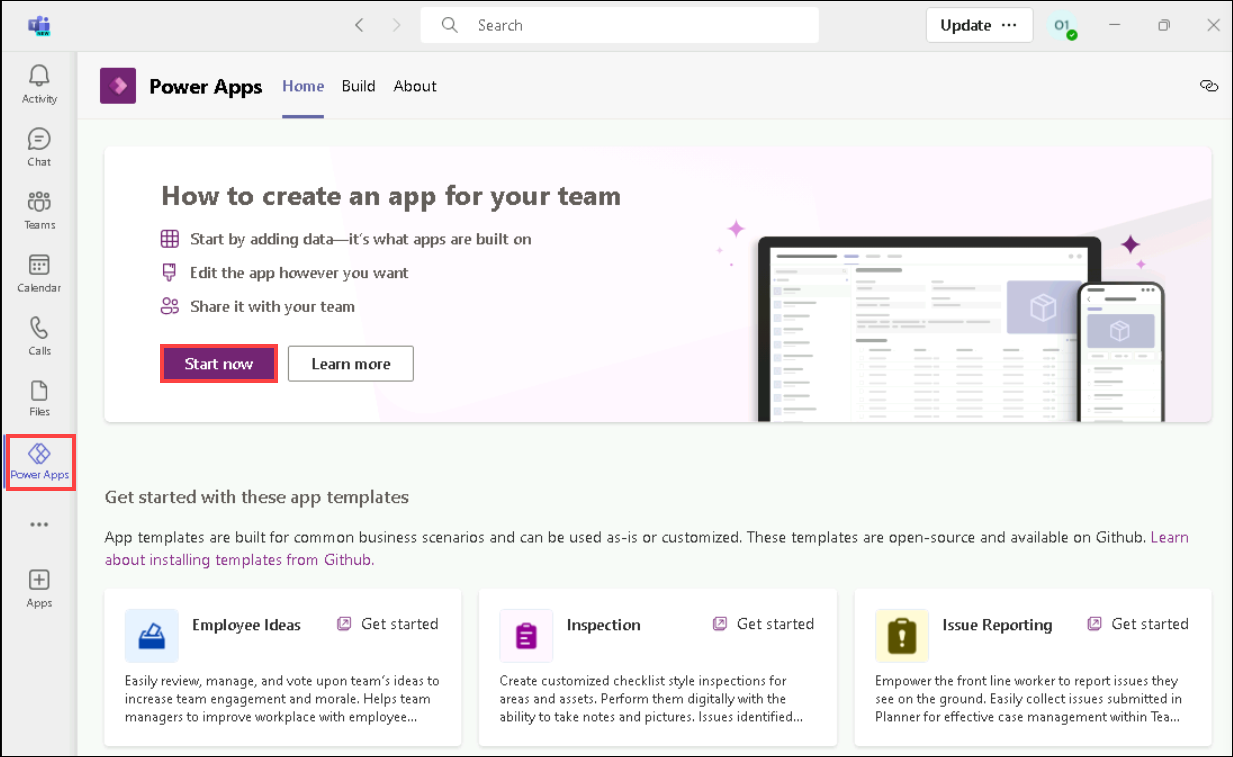 NEW
Search
Update ...
O1
Activity
Chat
Teams
Calendar
Calls
Files
Power Apps
Apps
Power Apps Home Build About
How to create an app for your team
Start by adding data—it's what apps are built on
Edit the app however you want
Share it with your team
Start now Learn more
Get started with these app templates
App templates are built for common business scenarios and can be used as-is or customized. These templates are open-source and available on Github. Learn
about installing templates from Github.
Employee Ideas Get started
Easily review, manage, and vote upon team's ideas to
increase team engagement and morale. Helps team
managers to improve workplace with employee...
Inspection Get started
Create customized checklist style inspections for
areas and assets. Perform them digitally with the
ability to take notes and pictures. Issues identified...
Issue Reporting Get started
Empower the front line worker to report issues they
see on the ground. Easily collect issues submitted in
Planner for effective case management within Tea...